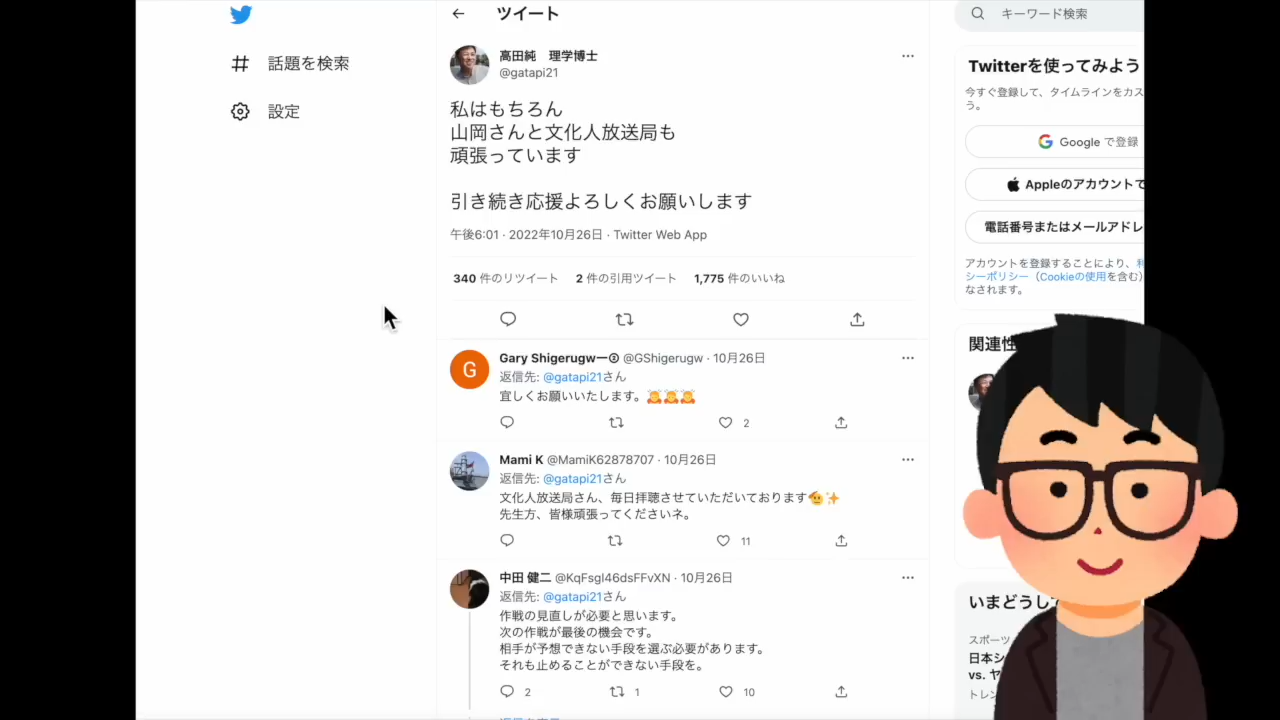 話題を検索
設定
ツイート
高田純　理学博士
@gatapi21
私はもちろん
山岡さんと文化人放送局も
頑張っています
引き続き応援よろしくお願いします
午後6:01 · 2022年10月26日 · Twitter Web App
340 件のリツイート 2 件の引用ツイート 1,775 件のいいね
Gary Shigerugwー② @GShigerugw · 10月26日
返信先: @gatapi21さん
宜しくお願いいたします。🙇🙇🙇
2
Mami K @MamiK62878707 · 10月26日
返信先: @gatapi21さん
文化人放送局さん、毎日拝聴させていただいております🫡✨
先生方、皆様頑張ってくださいネ。
11
中田 健二 @KqFsgI46dsFFvXN · 10月26日
返信先: @gatapi21さん
作戦の見直しが必要と思います。
次の作戦が最後の機会です。
相手が予想できない手段を選ぶ必要があります。
それも止めることができない手段を。
2 1 10
キーワード検索
Twitterを使ってみよう
今すぐ登録して、タイムラインをカス
う。
Google で登録
Appleのアカウントで
電話番号またはメールアドレ
アカウントを登録することにより、利
シーポリシー（Cookieの使用を含む）
なされます。
関連性
いまどうして
スポーツ
日本シ
vs. ヤ
トレン